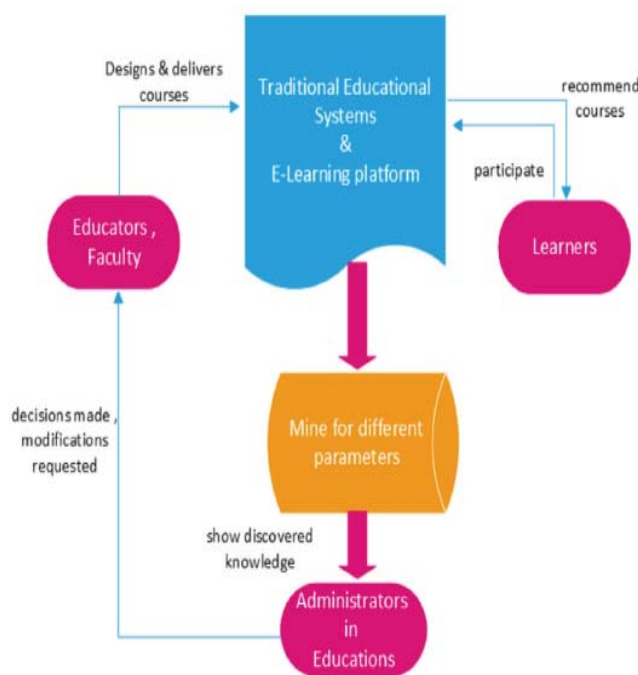 Designs & delivers
courses
Traditional Educational
Systems
&
E-Learning platform
recommend
courses
participate
Educators ,
Faculty
Learners
decisions made ,
modifications
requested
Mine for different
parameters
show discovered
knowledge
Administrators
in
Educations